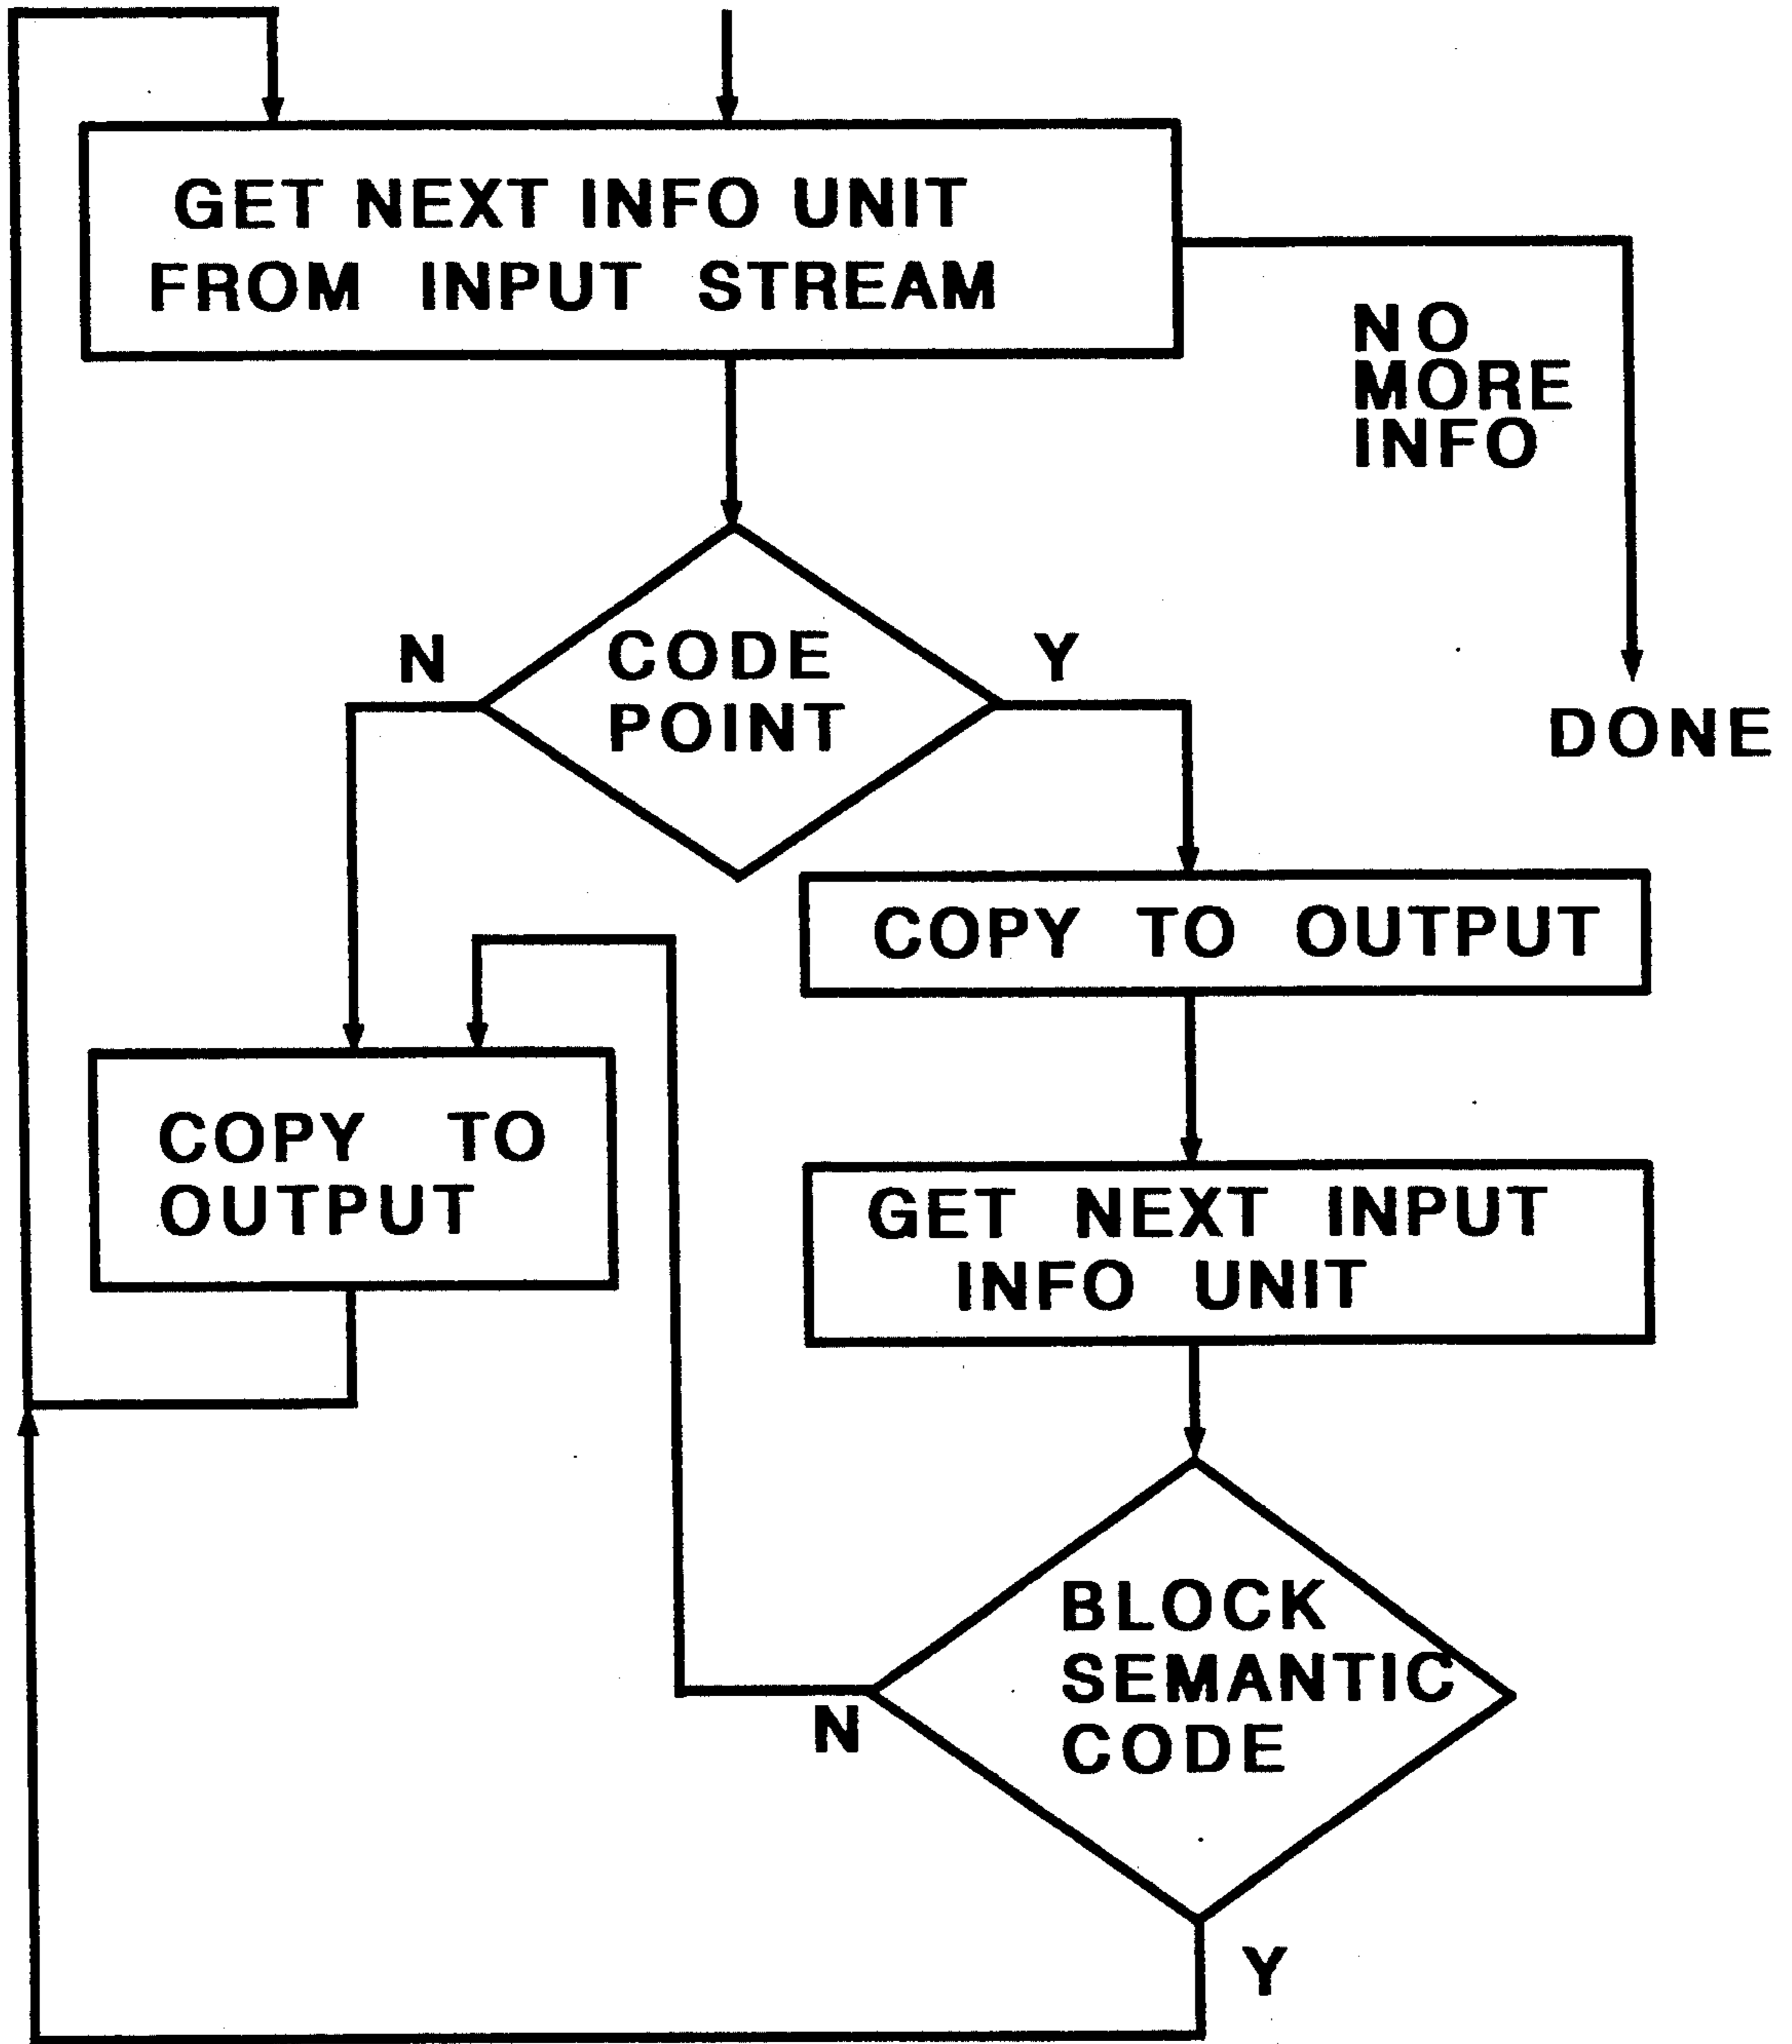 GET NEXT INFO UNIT
FROM INPUT STREAM
NO
MORE
INFO
DONE
N
CODE
POINT
Y
COPY TO OUTPUT
COPY TO
OUTPUT
GET NEXT INPUT
INFO UNIT
BLOCK
SEMANTIC
CODE
N
Y